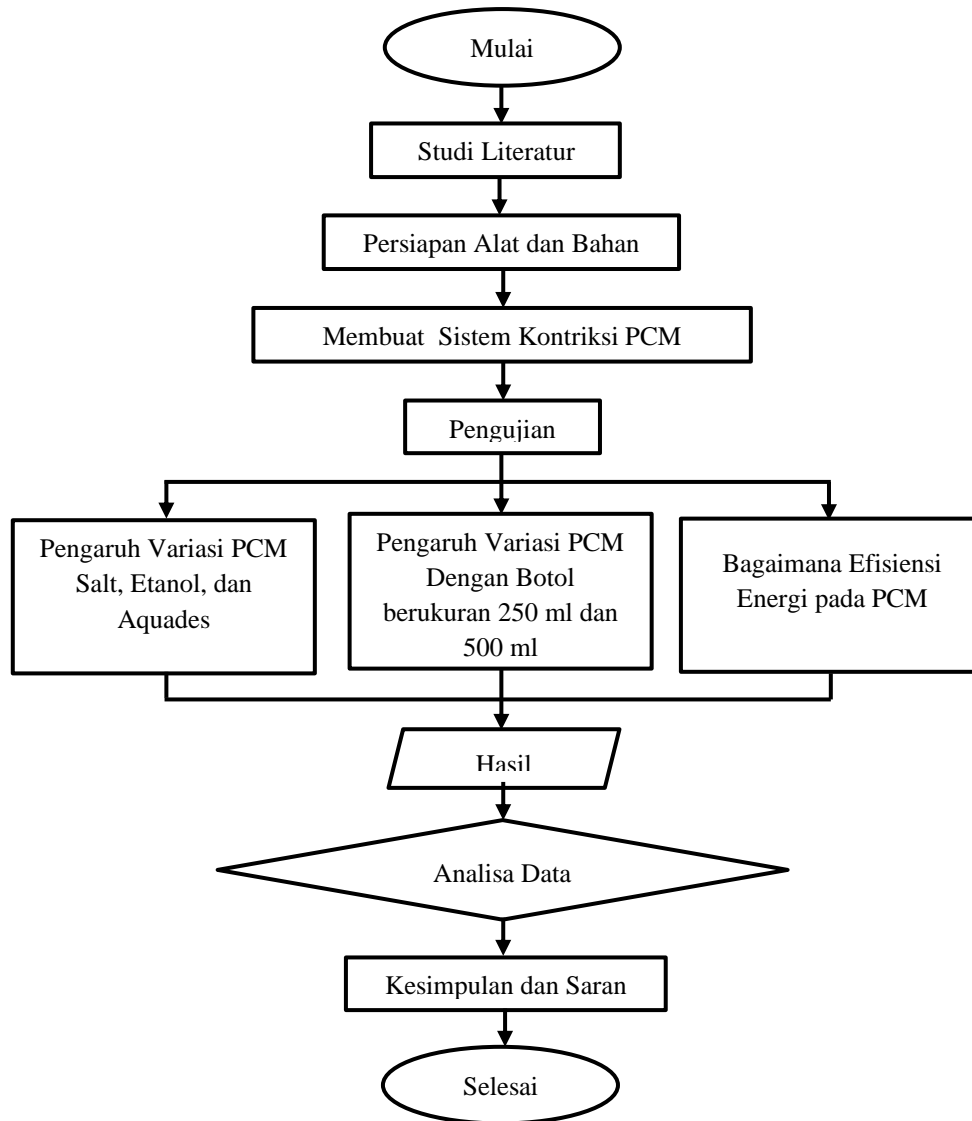 Mulai
Studi Literatur
Persiapan Alat dan Bahan
Membuat  Sistem Kontriksi PCM
Pengujian
Pengaruh Variasi PCM
Salt, Etanol, dan
Aquades
Pengaruh Variasi PCM
Dengan Botol
berukuran 250 ml dan
500 ml
Bagaimana Efisiensi
Energi pada PCM
Hasil
Analisa Data
Kesimpulan dan Saran
Selesai